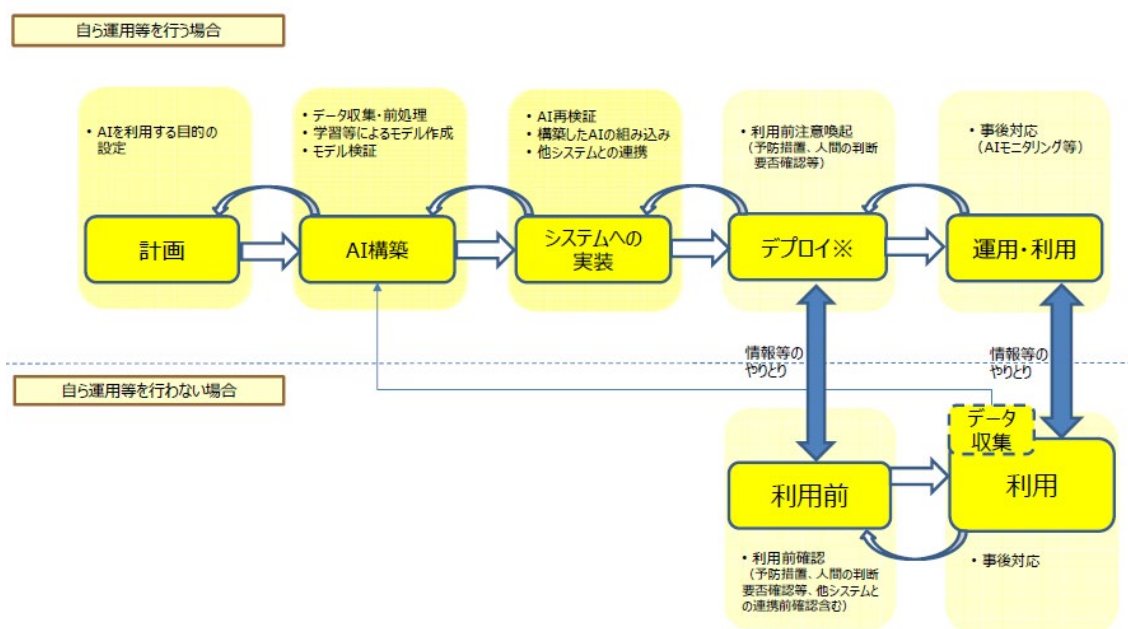 自ら運用等を行う場合
・AIを利用する目的の
設定
・データ収集・前処理
・学習等によるモデル作成
・モデル検証
・AI再検証
・構築したAIの組み込み
・他システムとの連携
・利用前注意喚起
（予防措置、人間の判断
要否確認等）
・事後対応
（AIモニタリング等）
計画
AI構築
システムへの
実装
デプロイ※
運用・利用
情報等の
やりとり
情報等の
やりとり
自ら運用等を行わない場合
データ
収集
利用前
利用
・利用前確認
（予防措置、人間の判断
要否確認等、他システムと
の連携前確認含む）
・事後対応